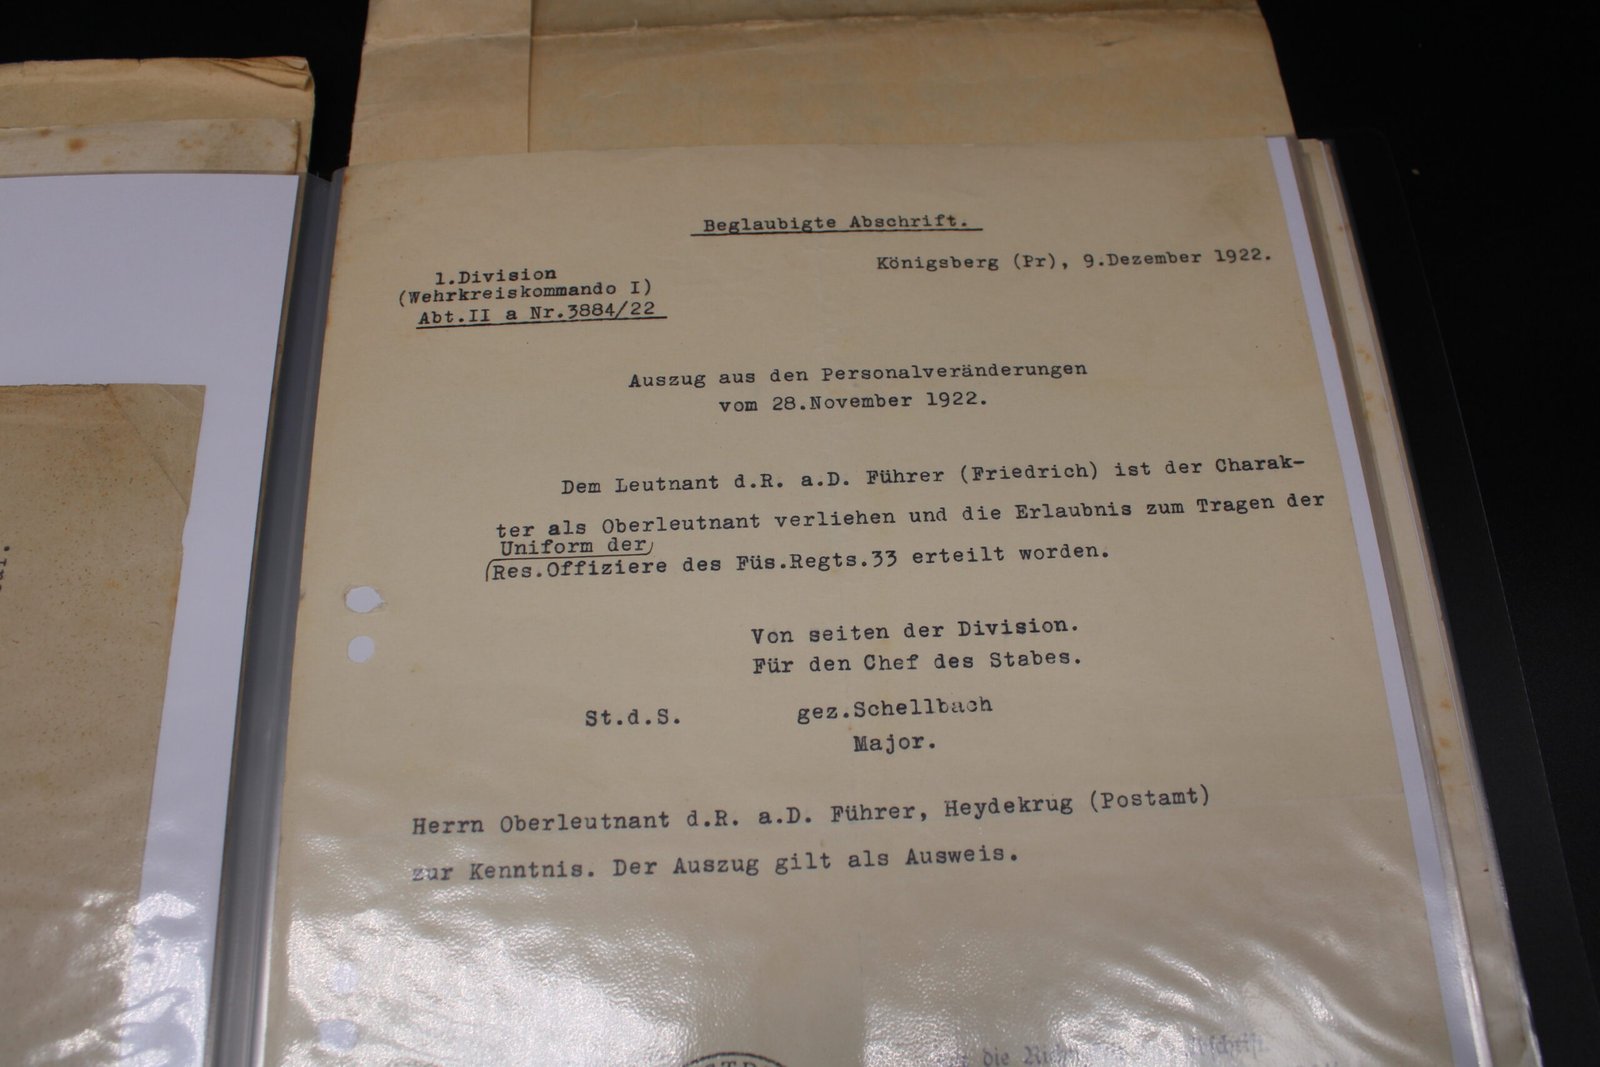 Beglaubigte Abschrift.
Königsberg (Pr), 9.Dezember 1922.
1.Division
(Wehrkreiskommando I)
Abt.II a Nr.3884/22
Auszug aus den Personalveränderungen
vom 28.November 1922.
Dem Leutnant d.R. a.D. Führer (Friedrich) ist der Charak-
ter als Oberleutnant verliehen und die Erlaubnis zum Tragen der
Uniform der
Res.Offiziere des Füs.Regts.33 erteilt worden.
Von seiten der Division.
Für den Chef des Stabes.
St.d.S. gez.Schellbach
Major.
Herrn Oberleutnant d.R. a.D. Führer, Heydekrug (Postamt)
zur Kenntnis. Der Auszug gilt als Ausweis.
die